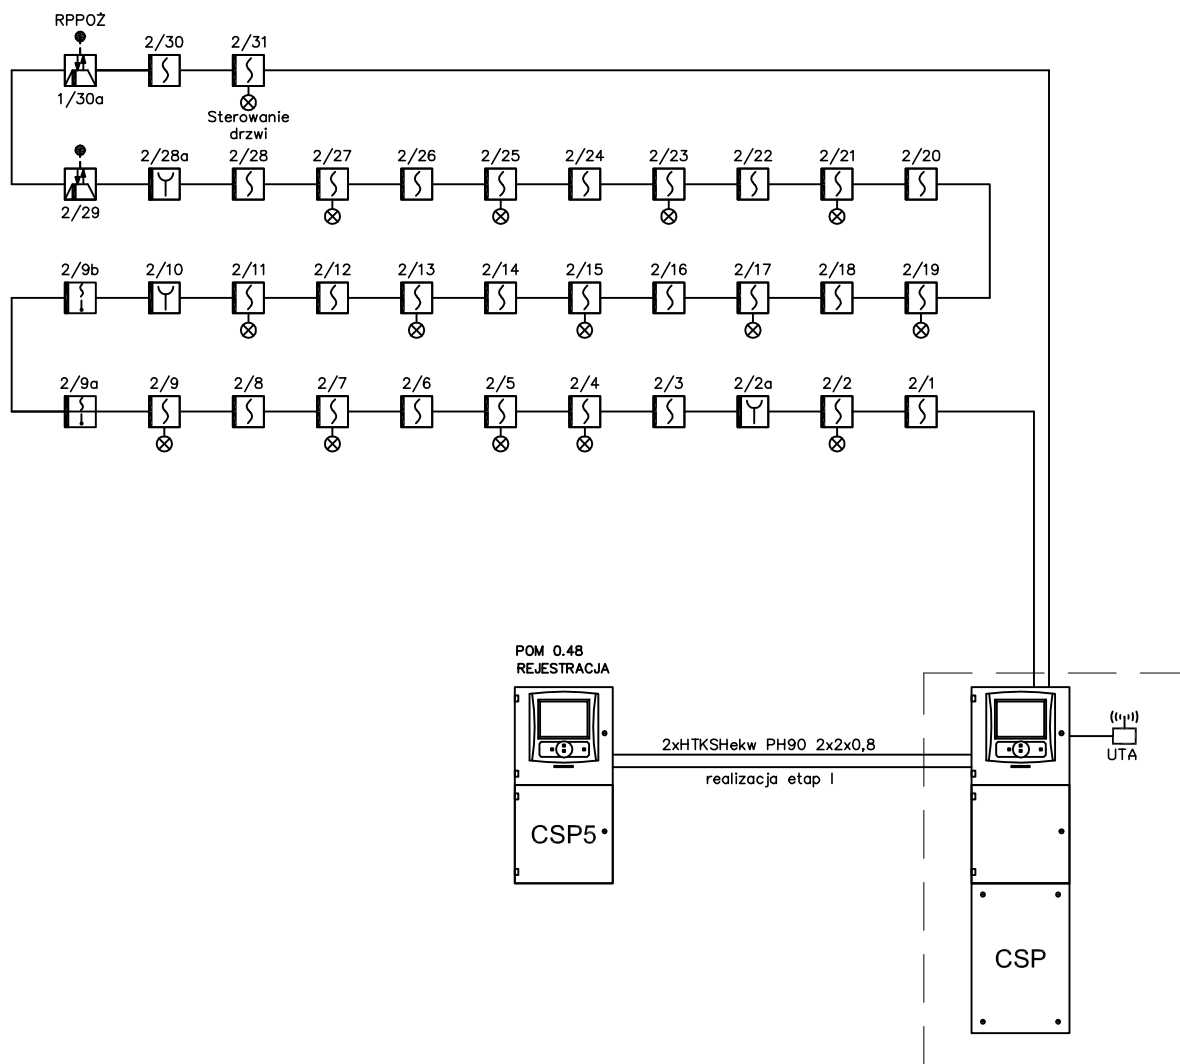 RPPOŻ
2/30
2/31
1/30a
Sterowanie
drzwi
2/28a
2/28
2/27
2/26
2/25
2/24
2/23
2/22
2/21
2/20
2/29
2/9b
2/10
2/11
2/12
2/13
2/14
2/15
2/16
2/17
2/18
2/19
2/9a
2/9
2/8
2/7
2/6
2/5
2/4
2/3
2/2a
2/2
2/1
POM 0.48
REJESTRACJA
2xHTKSHekw PH90 2x2x0,8
realizacja etap I
UTA
CSP5
CSP